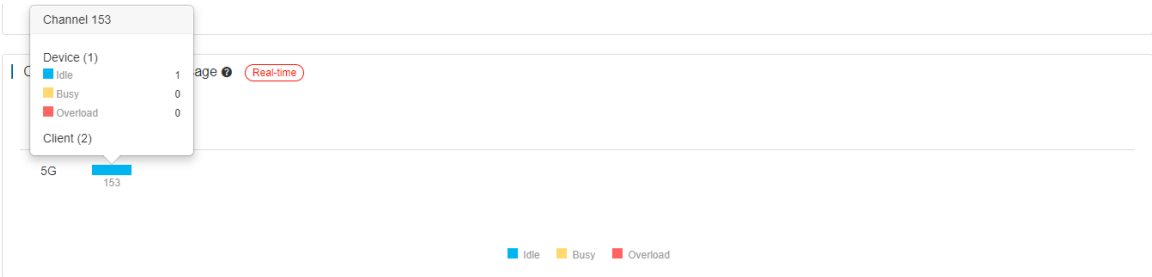 Channel 153
Device (1)
Idle 1
Busy 0
Overload 0
Client (2)
C
age ? Real-time
5G
153
Idle Busy Overload